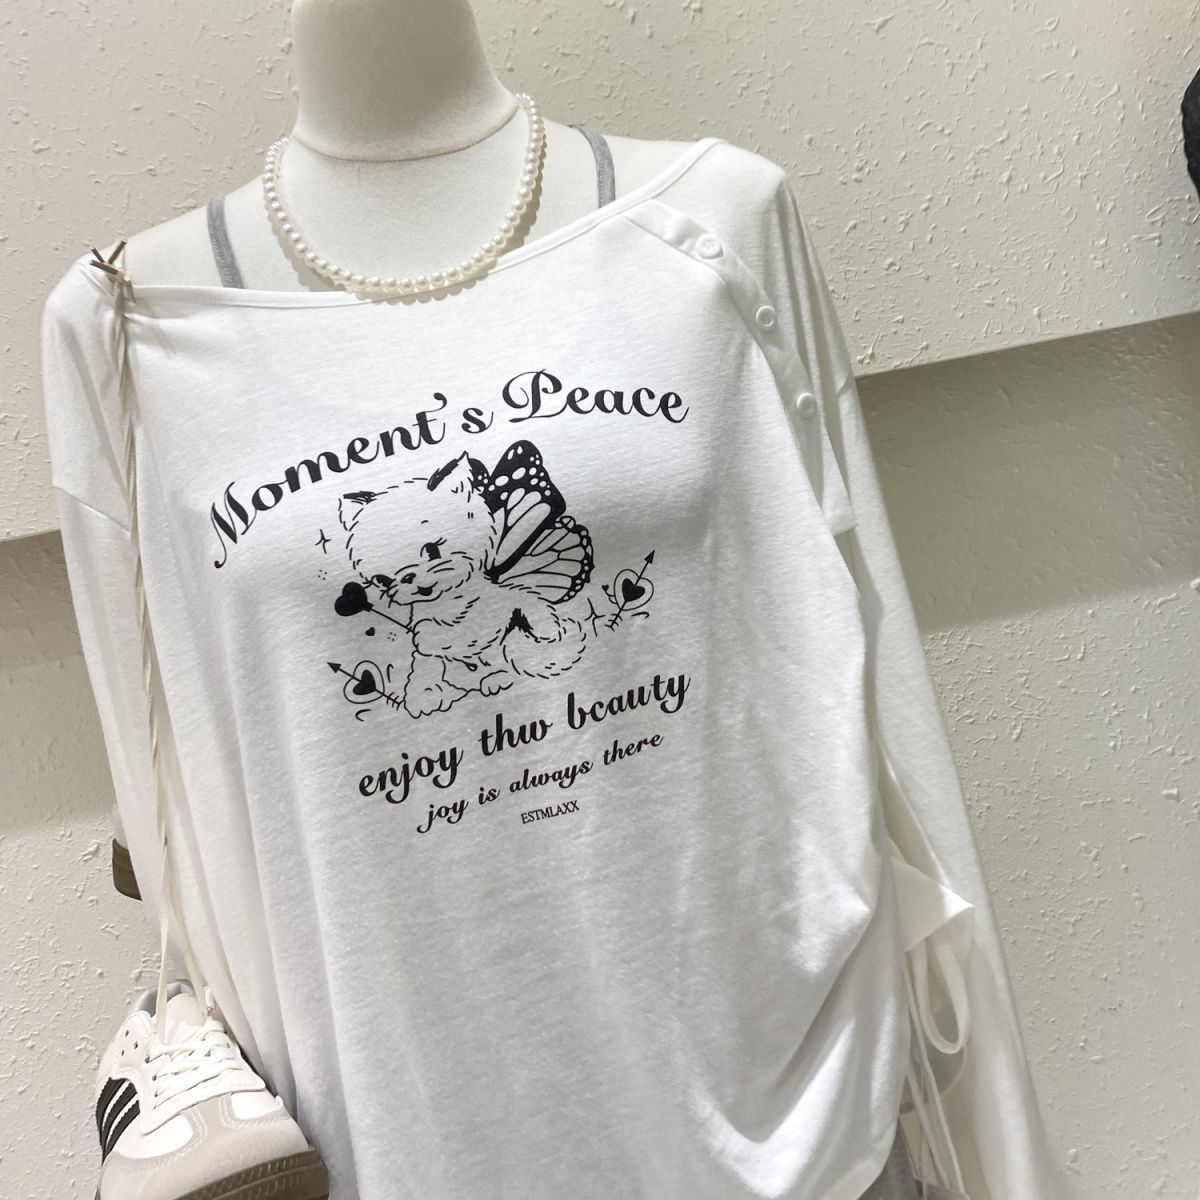 Moment's Peace
enjoy thw bcauty
joy is always there
ESTMLAXX